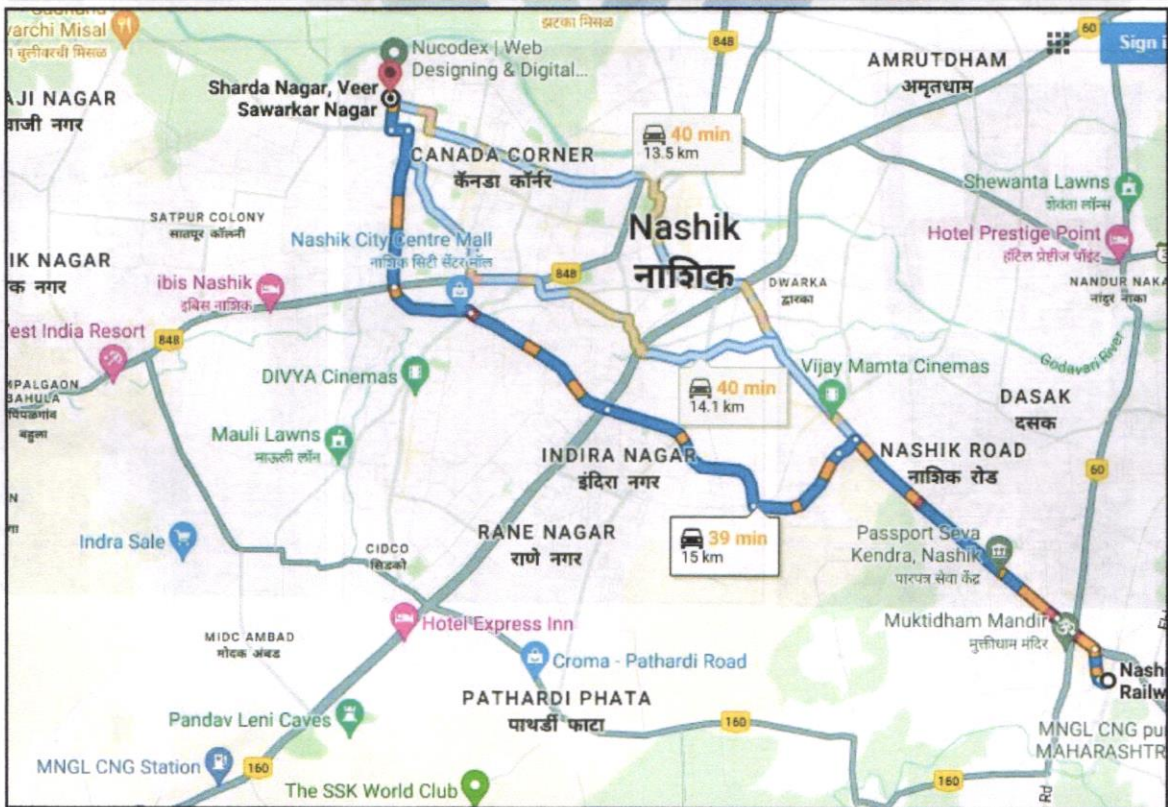 varchi Misal
चुलीवरची मिसळ
झटका मिसळ
Nucodex | Web
Designing & Digital...
848
60
Sign i
AMRUTDHAM
अमृतधाम
Sharda Nagar, Veer
Sawarkar Nagar
AJI NAGAR
वाजी नगर
40 min
13.5 km
CANADA CORNER
कॅनडा कॉर्नर
Shewanta Lawns
शेवंता लॉन्स
SATPUR COLONY
सातपूर कॉलनी
Nashik
नाशिक
Hotel Prestige Point
हॉटेल प्रेस्टीज पॉइंट
Nashik City Centre Mall
नाशिक सिटी सेंटर मॉल
IK NAGAR
क नगर
ibis Nashik
इबिस नाशिक
848
DWARKA
द्वारका
NANDUR NAKA
नांदुर नाका
est India Resort
848
Godavari River
MPALGAON
BAHULA
पिंपळगांव
बहुला
DIVYA Cinemas
40 min
14.1 km
Vijay Mamta Cinemas
DASAK
दसक
Mauli Lawns
माऊली लॉन
INDIRA NAGAR
इंदिरा नगर
NASHIK ROAD
नाशिक रोड
60
Indra Sale
CIDCO
सिडको
RANE NAGAR
राणे नगर
39 min
15 km
Passport Seva
Kendra, Nashik
पारपत्र सेवा केंद्र
Hotel Express Inn
Muktidham Mandir
मुक्तीधाम मंदिर
MIDC AMBAD
मोदक अंबड
Croma - Pathardi Road
Nashi
Railw
PATHARDI PHATA
पाथर्डी फाटा
Pandav Leni Caves
160
MNGL CNG pu
MAHARASHTR
MNGL CNG Station
160
160
The SSK World Club
Rd